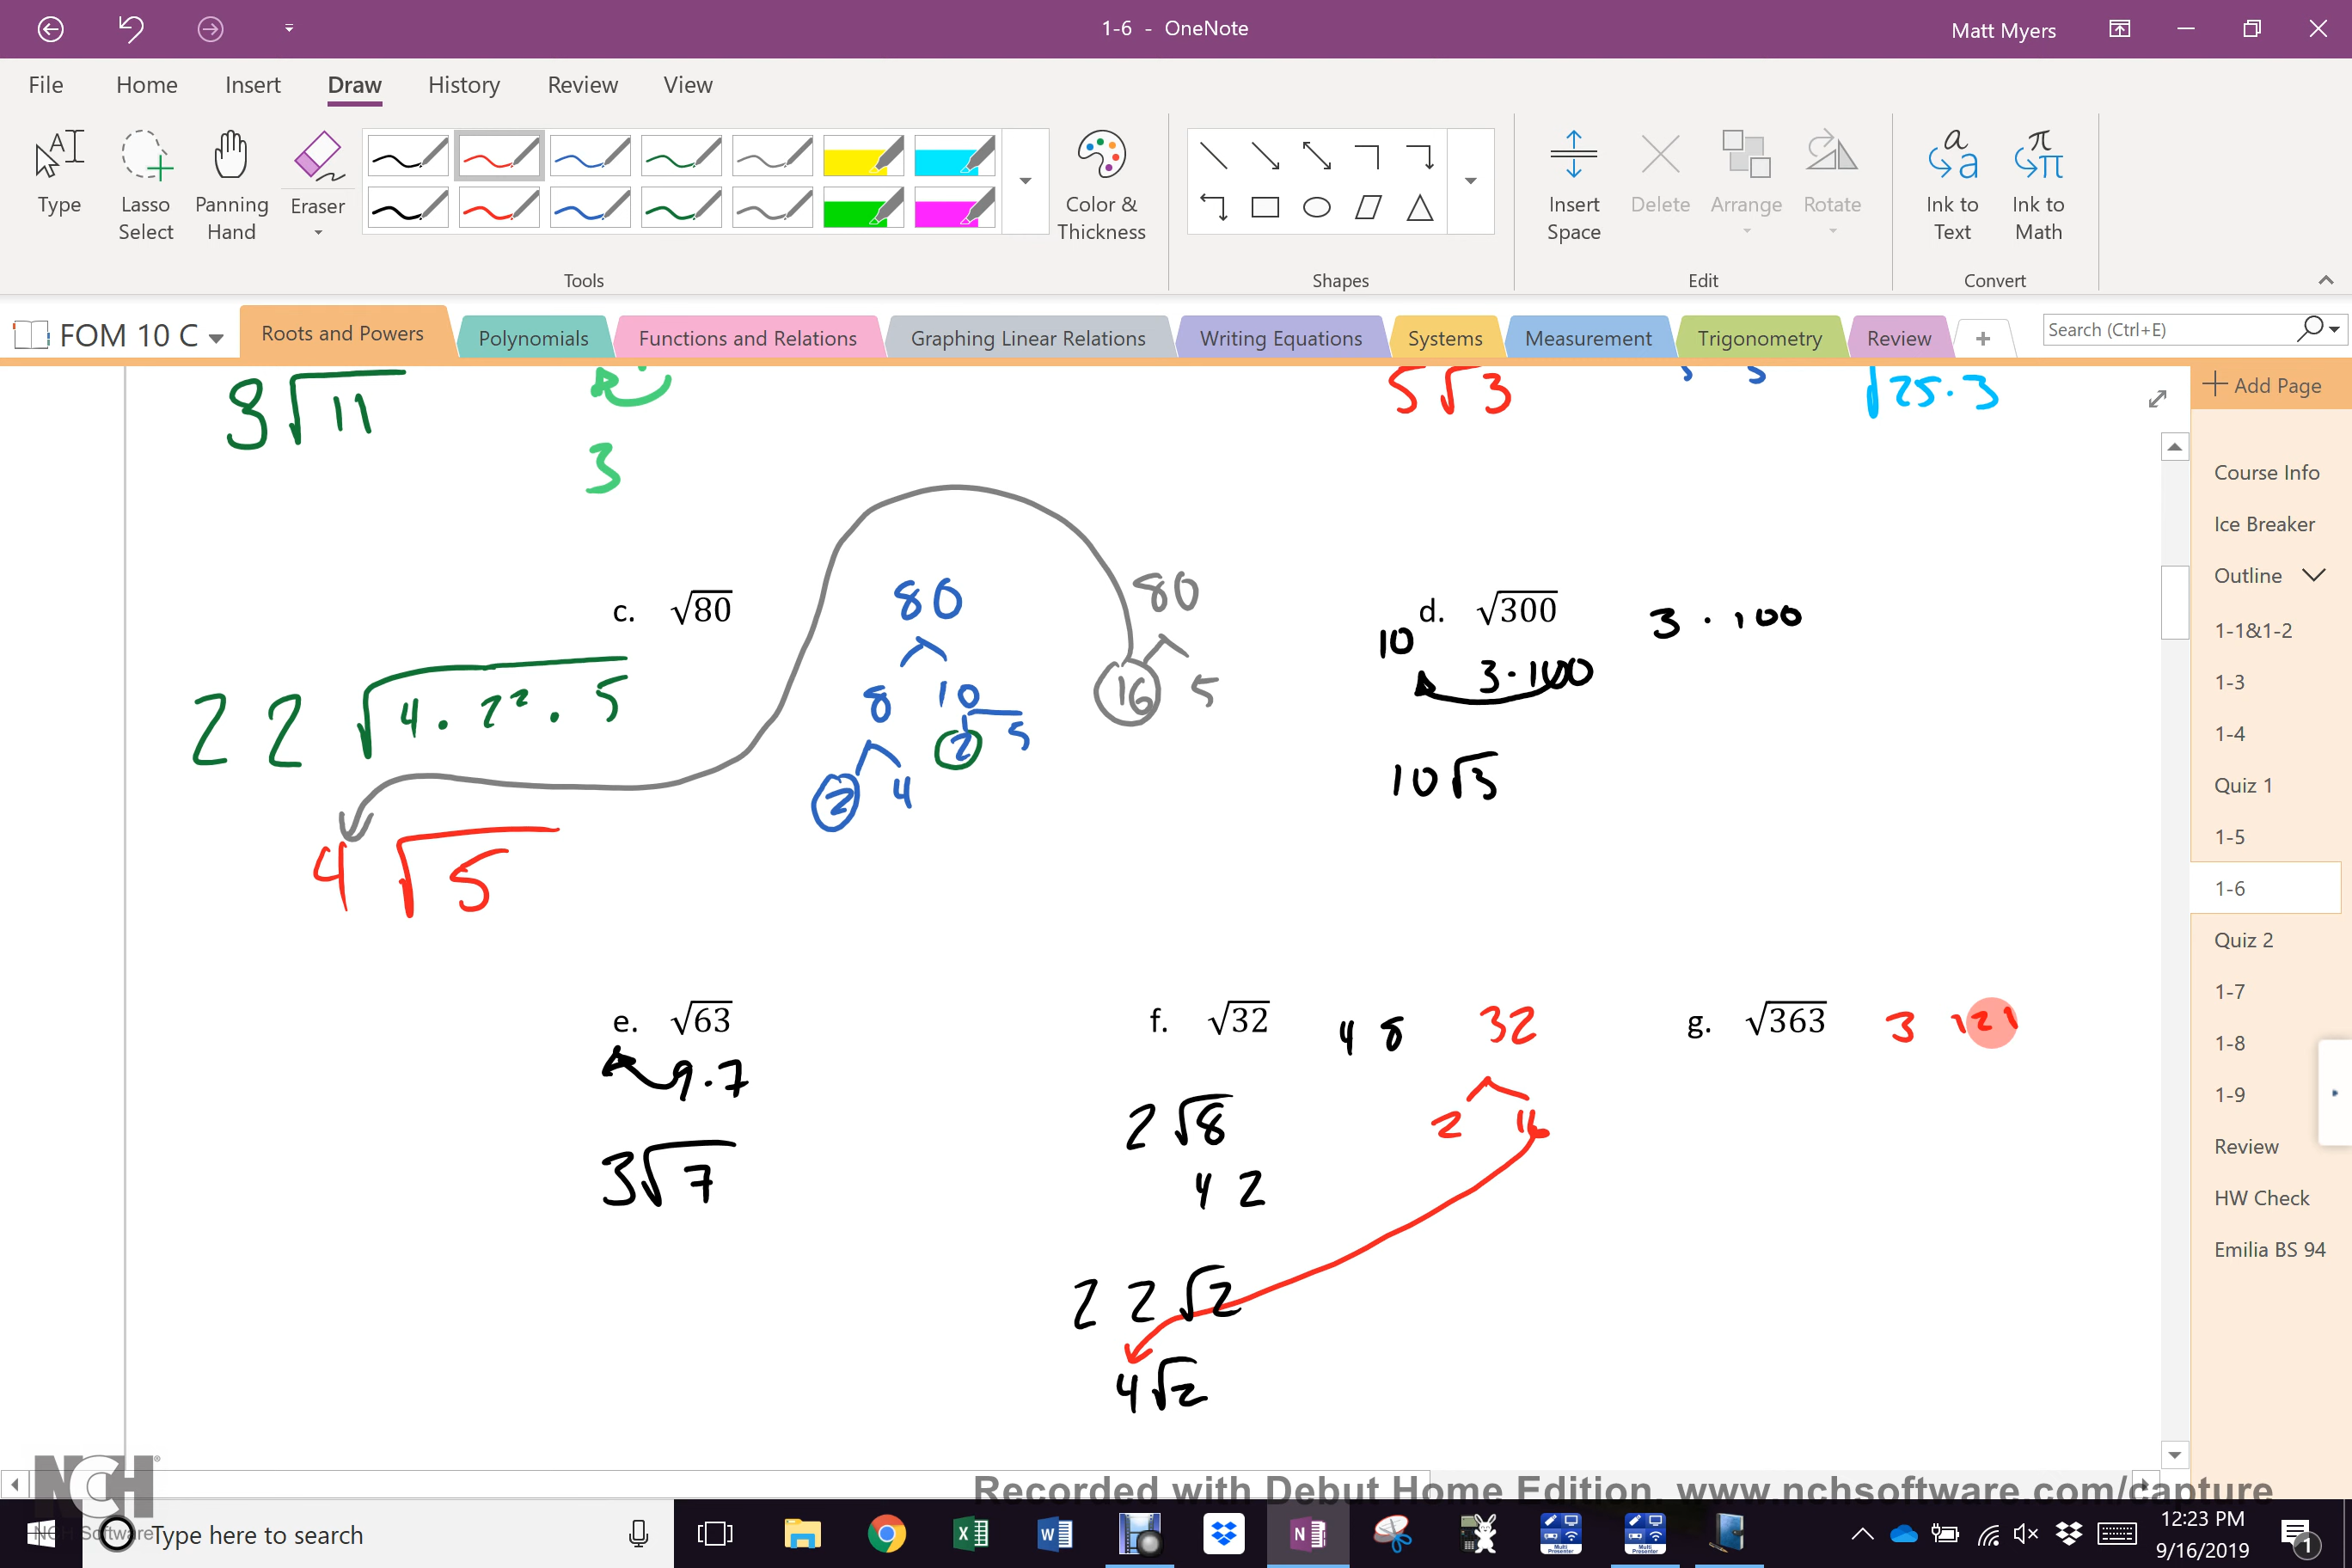 1-6 - OneNote
Matt Myers
File Home Insert Draw History Review View
Type
Lasso Select
Panning Hand
Eraser
Color & Thickness
Insert Space
Delete
Arrange
Rotate
Ink to Text
Ink to Math
Tools
Shapes
Edit
Convert
FOM 10 C
Roots and Powers
Polynomials
Functions and Relations
Graphing Linear Relations
Writing Equations
Systems
Measurement
Trigonometry
Review
Search (Ctrl+E)
Add Page
Course Info
Ice Breaker
Outline
1-1&1-2
1-3
1-4
Quiz 1
1-5
1-6
Quiz 2
1-7
1-8
1-9
Review
HW Check
Emilia BS 94
3√11
3
5√3
√25·3
c. √80
80
8 10
2 4 2 5
80
16 5
2 2 √4·2²·5
4√5
d. √300
3 · 100
10
3·100
10√3
e. √63
9·7
3√7
f. √32
4 8
32
2 16
2√8
4 2
2 2√2
4√2
g. √363
3 121
NCH®
NCH Software
Recorded with Debut Home Edition. www.nchsoftware.com/capture
Type here to search
12:23 PM
9/16/2019
1